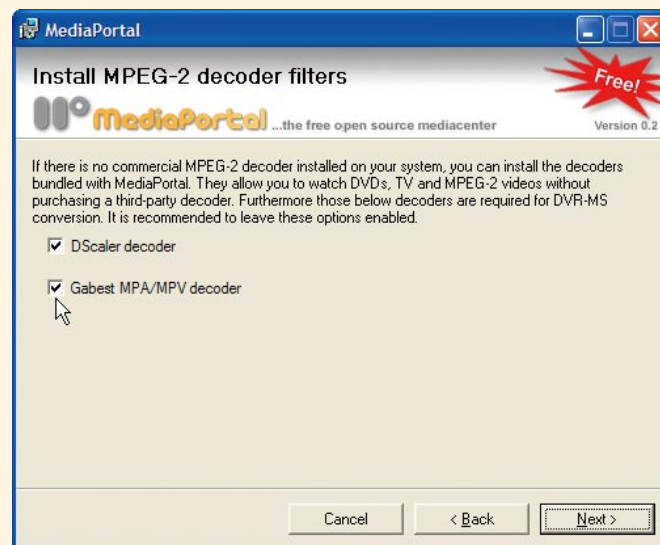 MediaPortal
Install MPEG-2 decoder filters
Free!
MediaPortal ...the free open source mediacenter
Version 0.2
If there is no commercial MPEG-2 decoder installed on your system, you can install the decoders
bundled with MediaPortal. They allow you to watch DVDs, TV and MPEG-2 videos without
purchasing a third-party decoder. Furthermore those below decoders are required for DVR-MS
conversion. It is recommended to leave these options enabled.
DScaler decoder
Gabest MPA/MPV decoder
Cancel
< Back
Next >